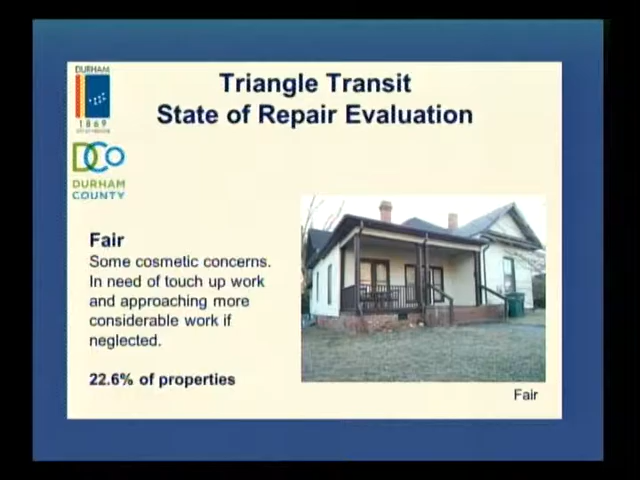 DURHAM
1869
DCO
DURHAM
COUNTY
Triangle Transit
State of Repair Evaluation
Fair
Some cosmetic concerns.
In need of touch up work
and approaching more
considerable work if
neglected.
22.6% of properties
Fair